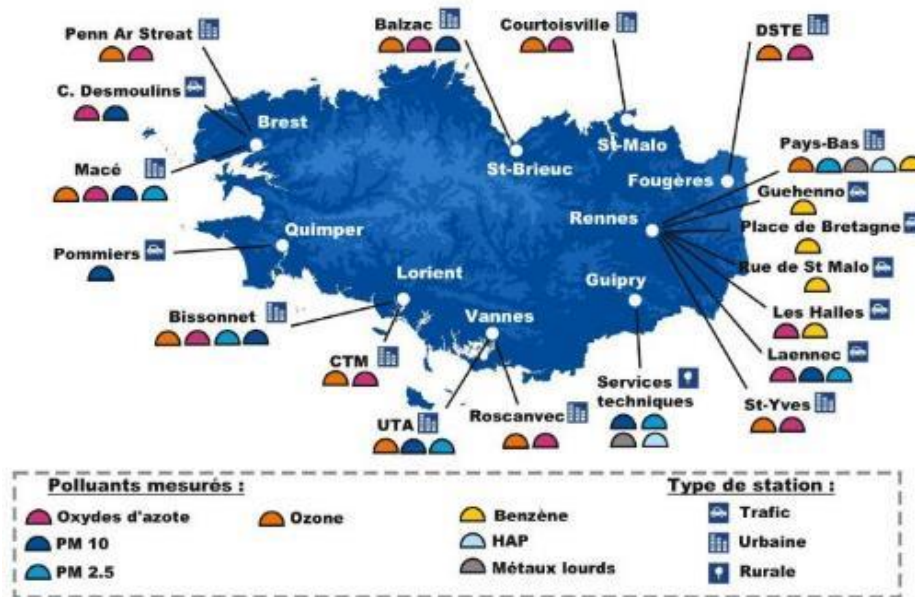 Penn Ar Streat
Balzac
Courtoisville
DSTE
C. Desmoulins
Brest
St-Malo
Pays-Bas
Macé
St-Brieuc
Fougères
Guehenno
Rennes
Place de Bretagne
Quimper
Pommiers
Rue de St Malo
Lorient
Guipry
Bissonnet
Vannes
Les Halles
CTM
Services
techniques
Laennec
UTA
Roscanvec
St-Yves
Polluants mesurés :
Type de station :
Oxydes d'azote
Ozone
Benzène
Trafic
PM 10
HAP
Urbaine
PM 2.5
Métaux lourds
Rurale